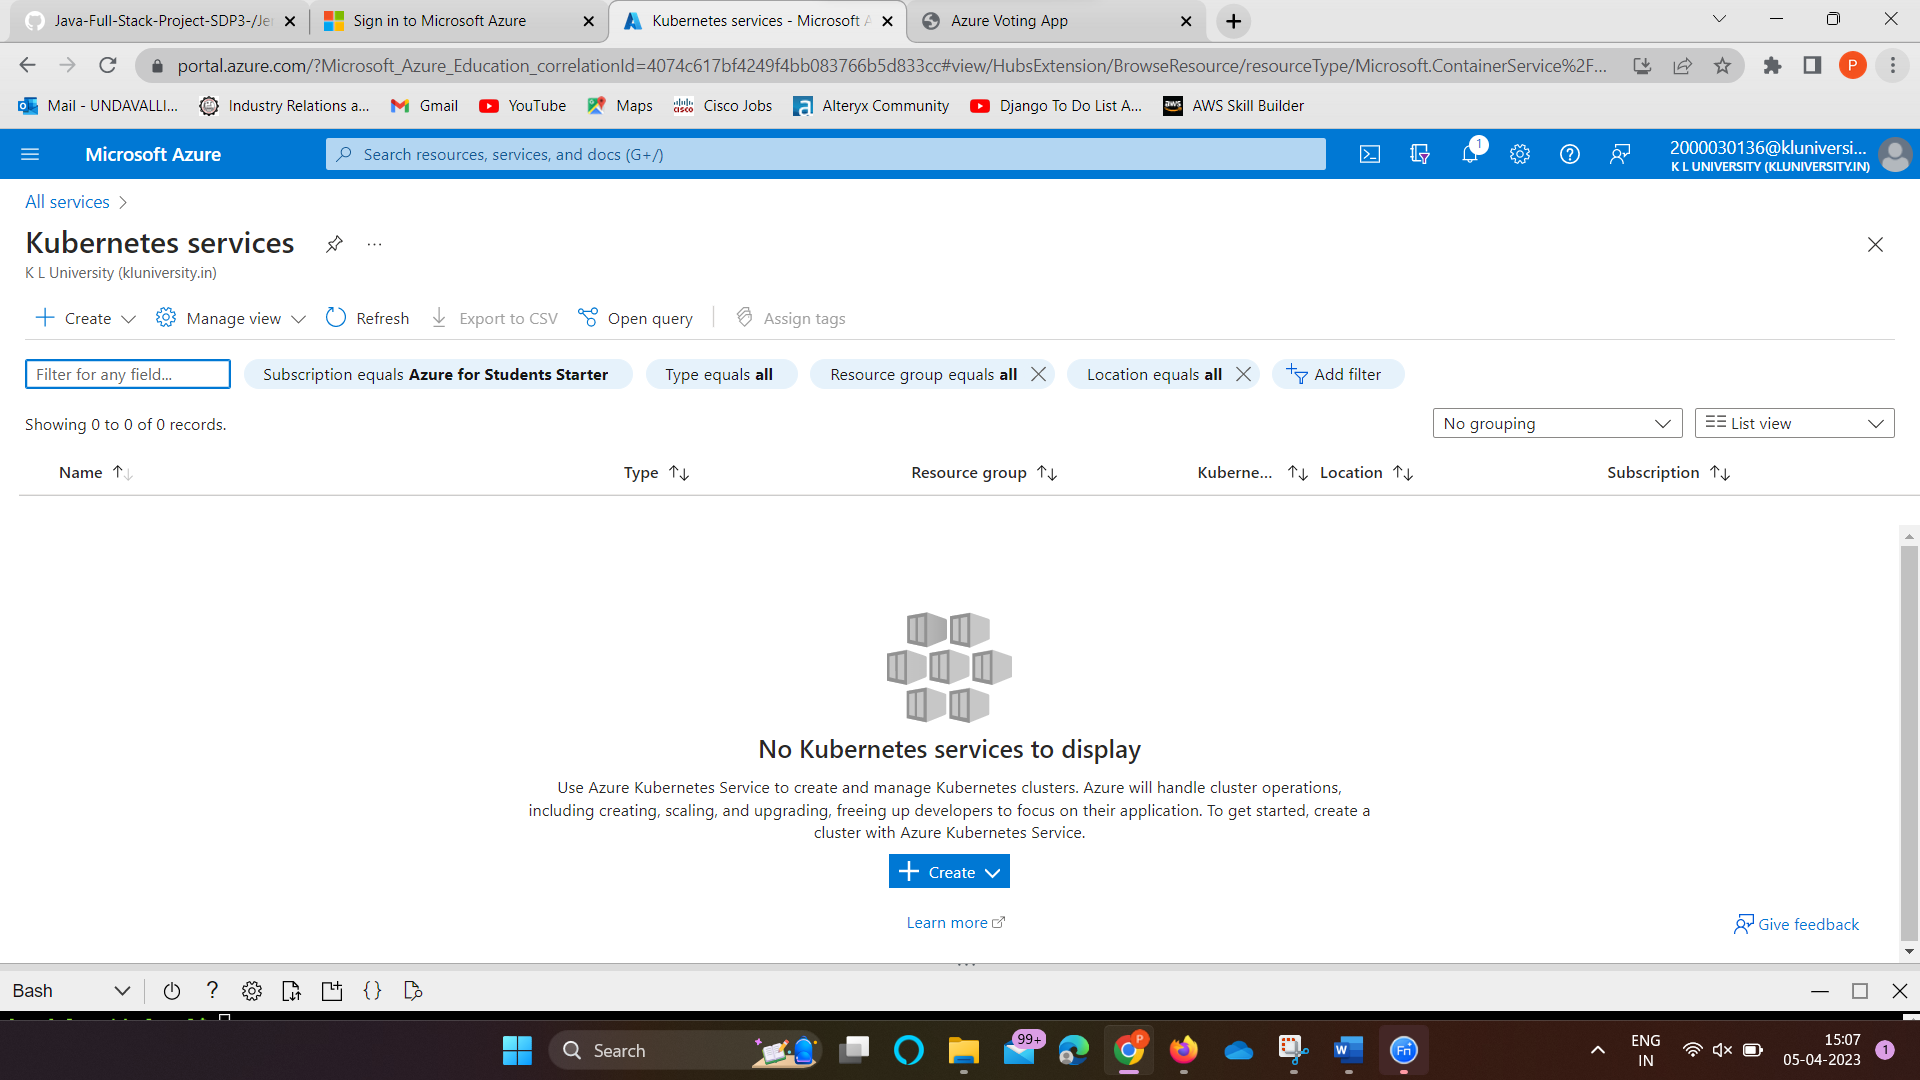 Java-Full-Stack-Project-SDP3-/Je
Sign in to Microsoft Azure
Kubernetes services - Microsoft A
Azure Voting App
portal.azure.com/?Microsoft_Azure_Education_correlationId=4074c617bf4249f4bb083766b5d833cc#view/HubsExtension/BrowseResource/resourceType/Microsoft.ContainerService%2F...
P
Mail - UNDAVALLI...
Industry Relations a...
Gmail
YouTube
Maps
Cisco Jobs
Alteryx Community
Django To Do List A...
AWS Skill Builder
Microsoft Azure
Search resources, services, and docs (G+/)
1
2000030136@kluniversi...
K L UNIVERSITY (KLUNIVERSITY.IN)
All services
Kubernetes services
K L University (kluniversity.in)
Create
Manage view
Refresh
Export to CSV
Open query
Assign tags
Filter for any field...
Subscription equals Azure for Students Starter
Type equals all
Resource group equals all
Location equals all
Add filter
Showing 0 to 0 of 0 records.
No grouping
List view
Name
Type
Resource group
Kuberne...
Location
Subscription
No Kubernetes services to display
Use Azure Kubernetes Service to create and manage Kubernetes clusters. Azure will handle cluster operations,
including creating, scaling, and upgrading, freeing up developers to focus on their application. To get started, create a
cluster with Azure Kubernetes Service.
Create
Learn more
Give feedback
Bash
Search
99+
P
Fn
ENG
IN
15:07
05-04-2023
1